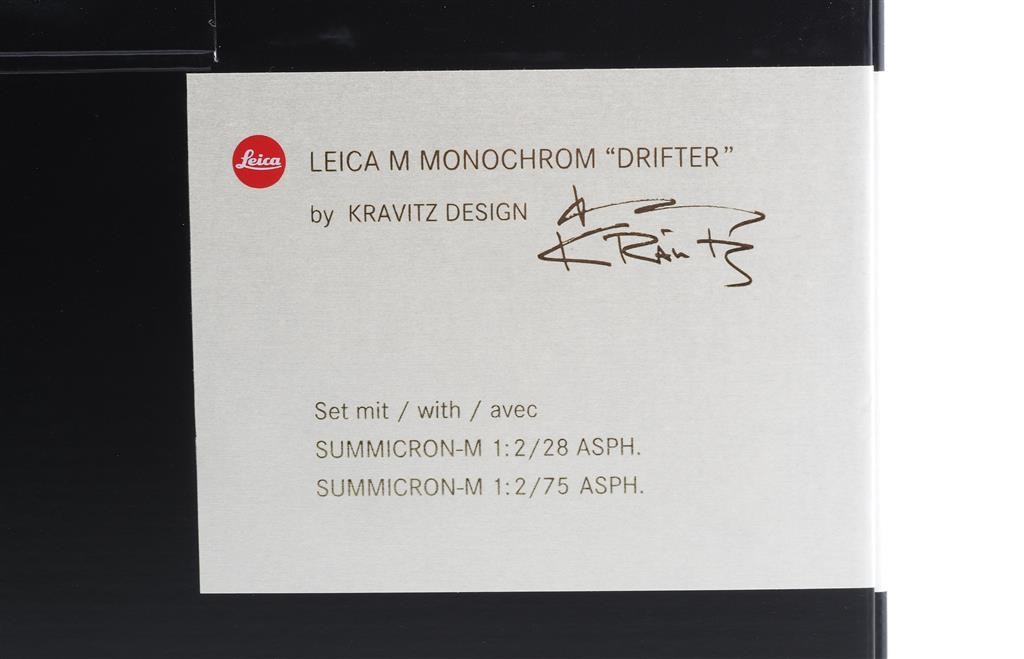 Leica
LEICA M MONOCHROM “DRIFTER”
by KRAVITZ DESIGN
KRAVITZ
Set mit / with / avec
SUMMICRON-M 1:2/28 ASPH.
SUMMICRON-M 1:2/75 ASPH.